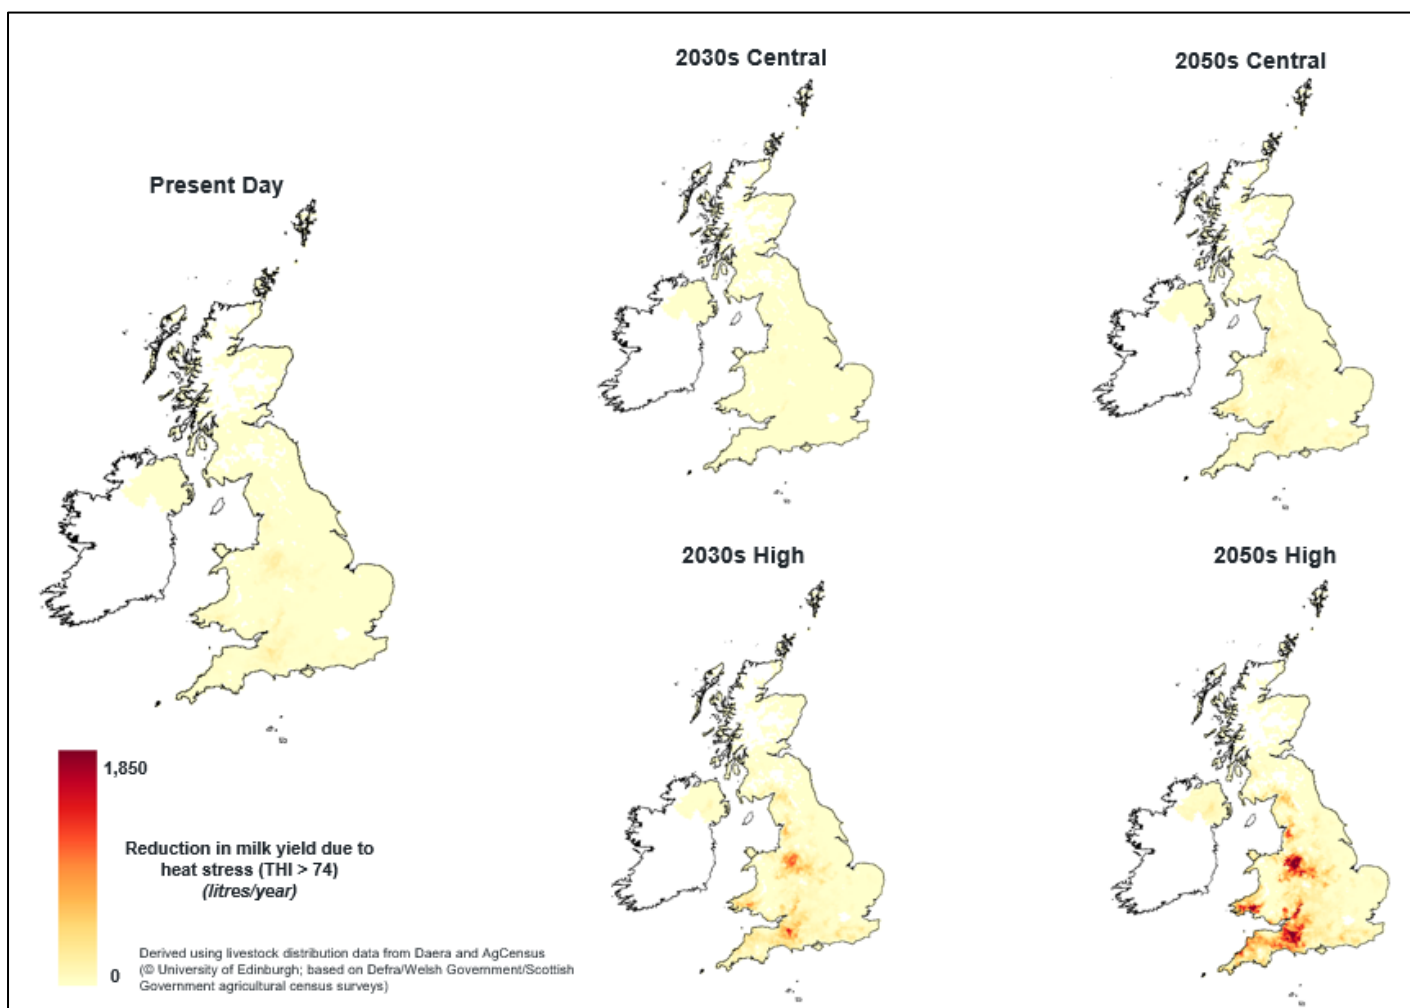 2030s Central
2050s Central
Present Day
2030s High
2050s High
1,850
Reduction in milk yield due to
heat stress (THI > 74)
(litres/year)
0
Derived using livestock distribution data from Daera and AgCensus
(© University of Edinburgh; based on Defra/Welsh Government/Scottish
Government agricultural census surveys)